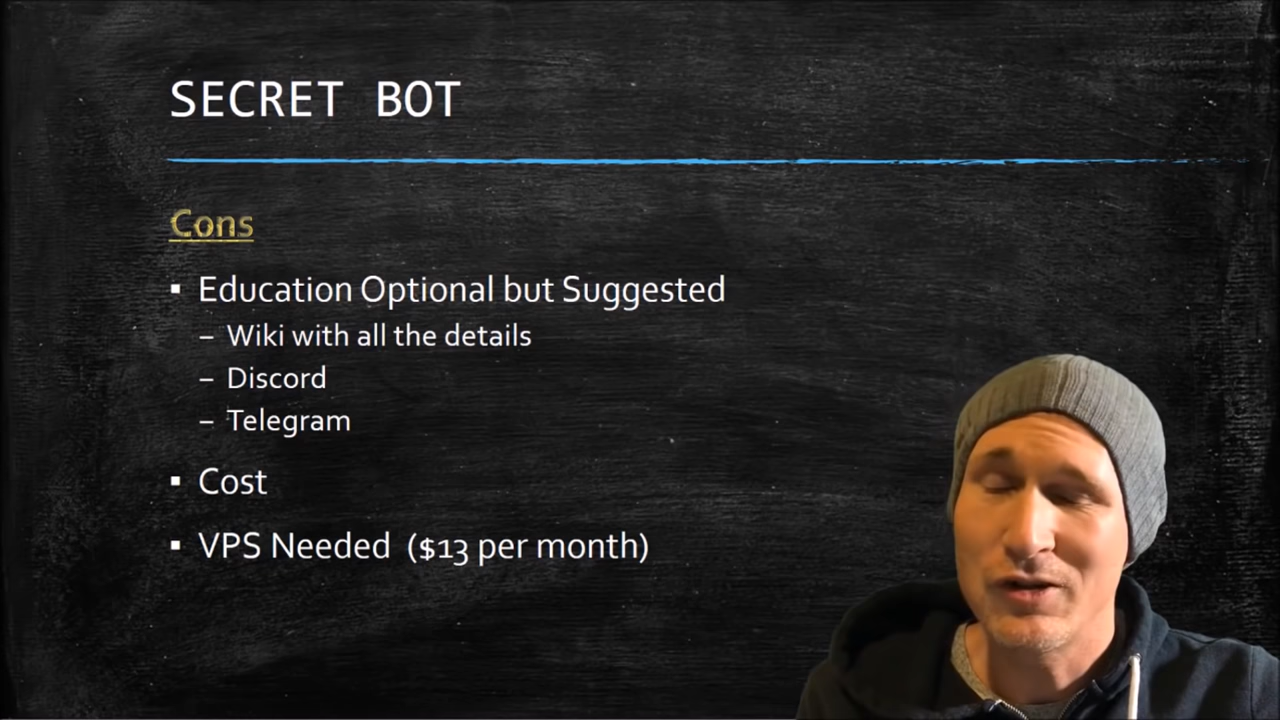 SECRET BOT
Cons
▪ Education Optional but Suggested
– Wiki with all the details
– Discord
– Telegram
▪ Cost
▪ VPS Needed ($13 per month)